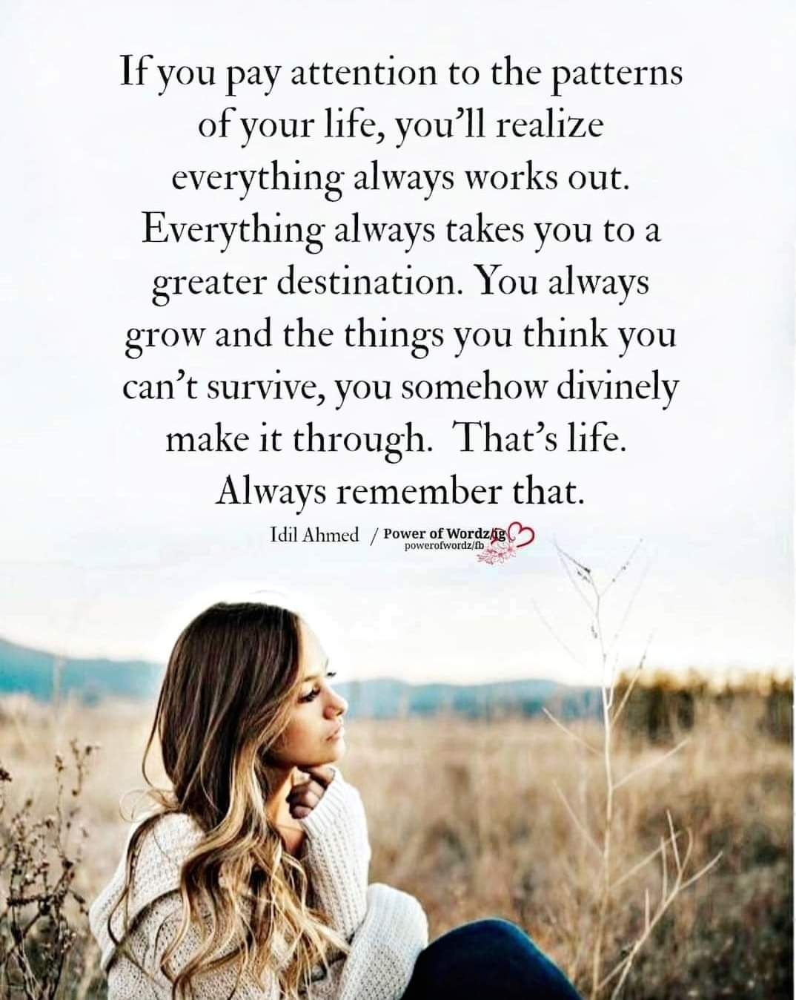 If you pay attention to the patterns
of your life, you'll realize
everything always works out.
Everything always takes you to a
greater destination. You always
grow and the things you think you
can't survive, you somehow divinely
make it through. That's life.
Always remember that.
Idil Ahmed / Power of Wordz/ig
powerofwordz/fb